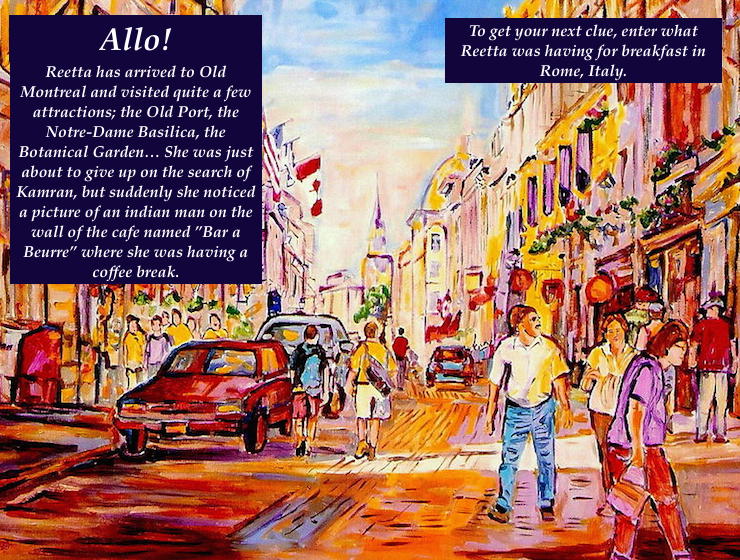 Allo!
Reetta has arrived to Old
Montreal and visited quite a few
attractions; the Old Port, the
Notre-Dame Basilica, the
Botanical Garden… She was just
about to give up on the search of
Kamran, but suddenly she noticed
a picture of an indian man on the
wall of the cafe named ”Bar a
Beurre” where she was having a
coffee break.
To get your next clue, enter what
Reetta was having for breakfast in
Rome, Italy.